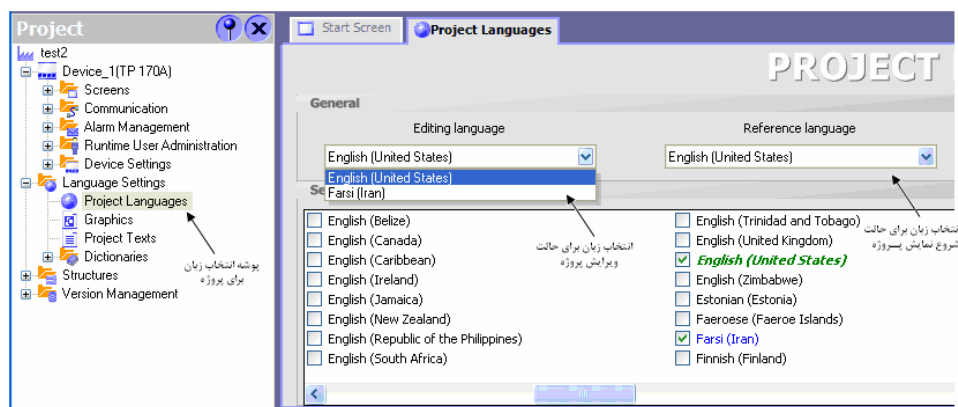 Project
test2
Device_1(TP 170A)
Screens
Communication
Alarm Management
Runtime User Administration
Device Settings
Language Settings
Project Languages
Graphics
Project Texts
Dictionaries
Structures
Version Management
پوشه انتخاب زبان
برای پروژه
Start Screen
Project Languages
PROJECT
General
Editing language
Reference language
English (United States)
English (United States)
English (United States)
Farsi (Iran)
Se
English (Belize)
English (Canada)
English (Caribbean)
English (Ireland)
English (Jamaica)
English (New Zealand)
English (Republic of the Philippines)
English (South Africa)
انتخاب زبان برای حالت
ویرایش پروژه
English (Trinidad and Tobago)
English (United Kingdom)
English (United States)
English (Zimbabwe)
Estonian (Estonia)
Faeroese (Faeroe Islands)
Farsi (Iran)
Finnish (Finland)
نتخاب زبان برای حالت
شروع نمایش پـــروژه